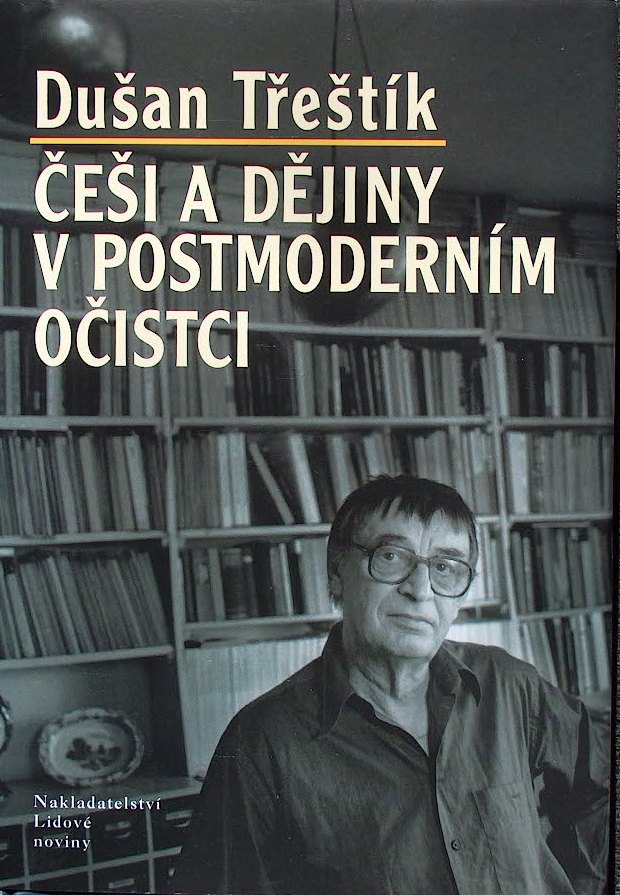 Dušan Třeštík
ČEŠI A DĚJINY
V POSTMODERNÍM
OČISTCI
Nakladatelství
Lidové
noviny